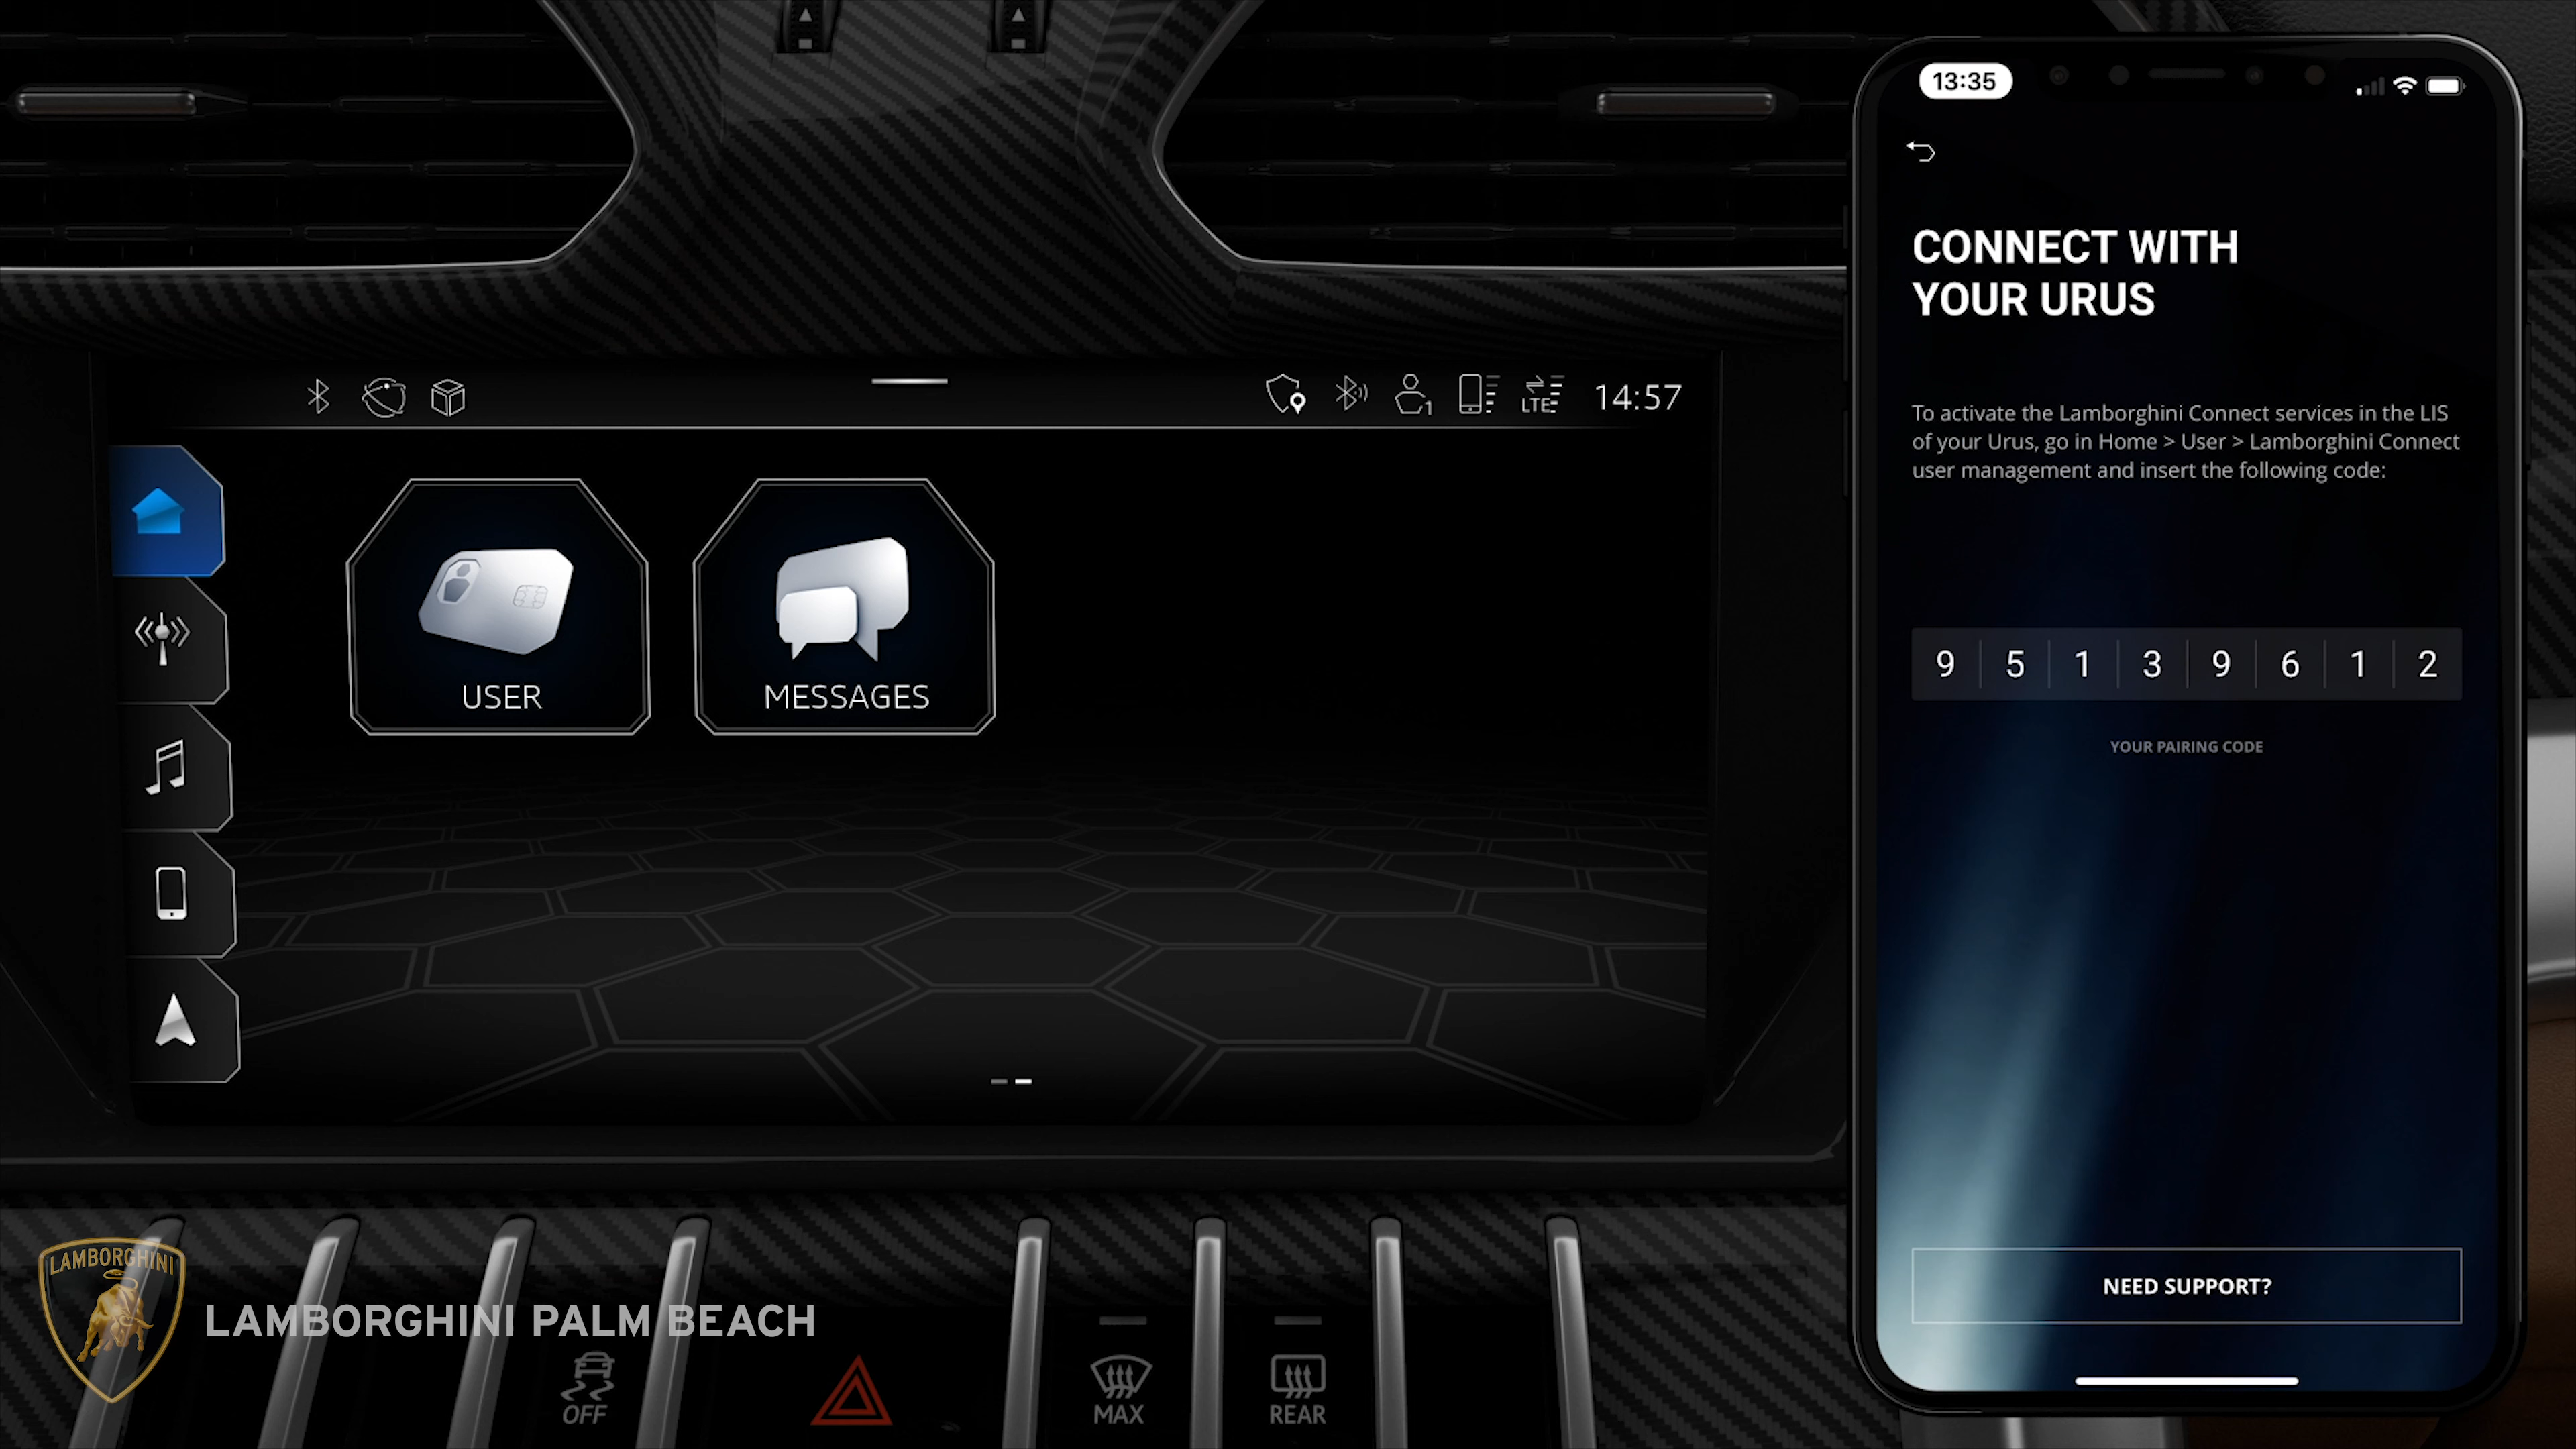 14:57
LTE
1
USER
MESSAGES
OFF
MAX
REAR
LAMBORGHINI
LAMBORGHINI PALM BEACH
13:35
CONNECT WITH
YOUR URUS
To activate the Lamborghini Connect services in the LIS
of your Urus, go in Home > User > Lamborghini Connect
user management and insert the following code:
9 5 1 3 9 6 1 2
YOUR PAIRING CODE
NEED SUPPORT?